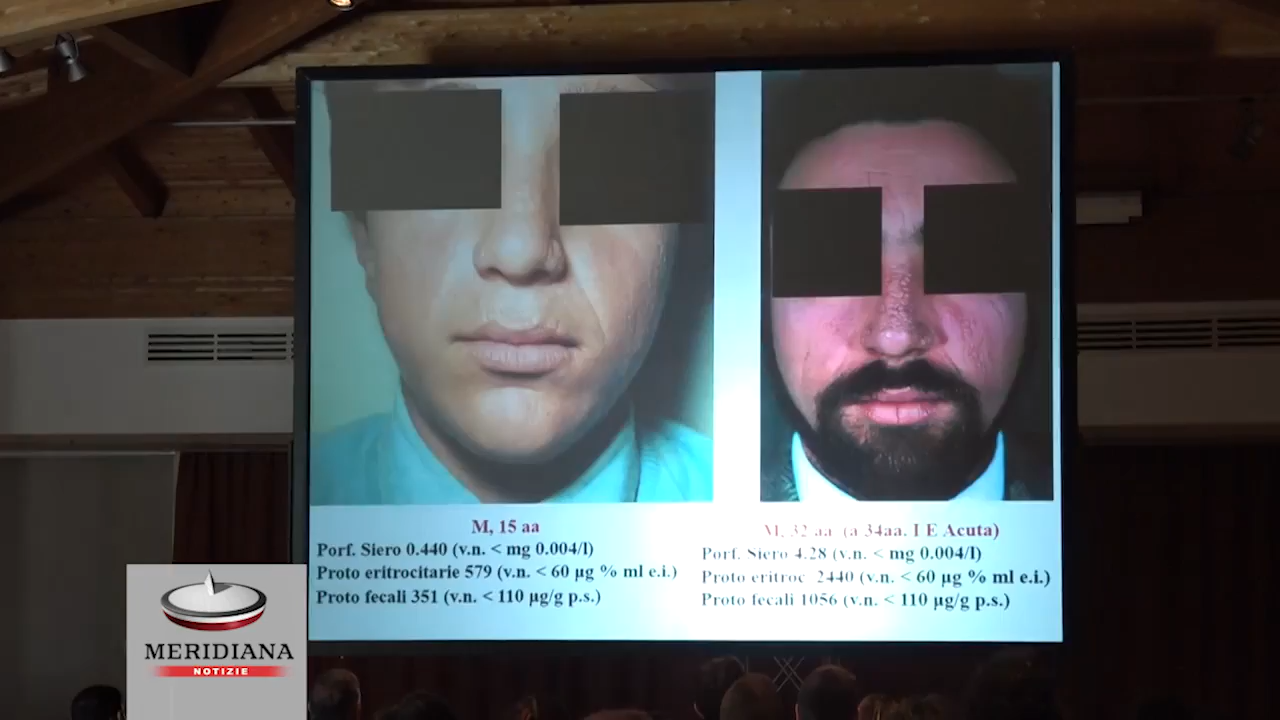 M, 15 aa
Porf. Siero 0.440 (v.n. < mg 0.004/l)
Proto eritrocitarie 579 (v.n. < 60 µg % ml e.i.)
Proto fecali 351 (v.n. < 110 µg/g p.s.)
M, 32 aa (a 34aa. I E Acuta)
Porf. Siero 4.28 (v.n. < mg 0.004/l)
Proto eritroc 2440 (v.n. < 60 µg % ml e.i.)
Proto fecali 1056 (v.n. < 110 µg/g p.s.)
MERIDIANA
NOTIZIE